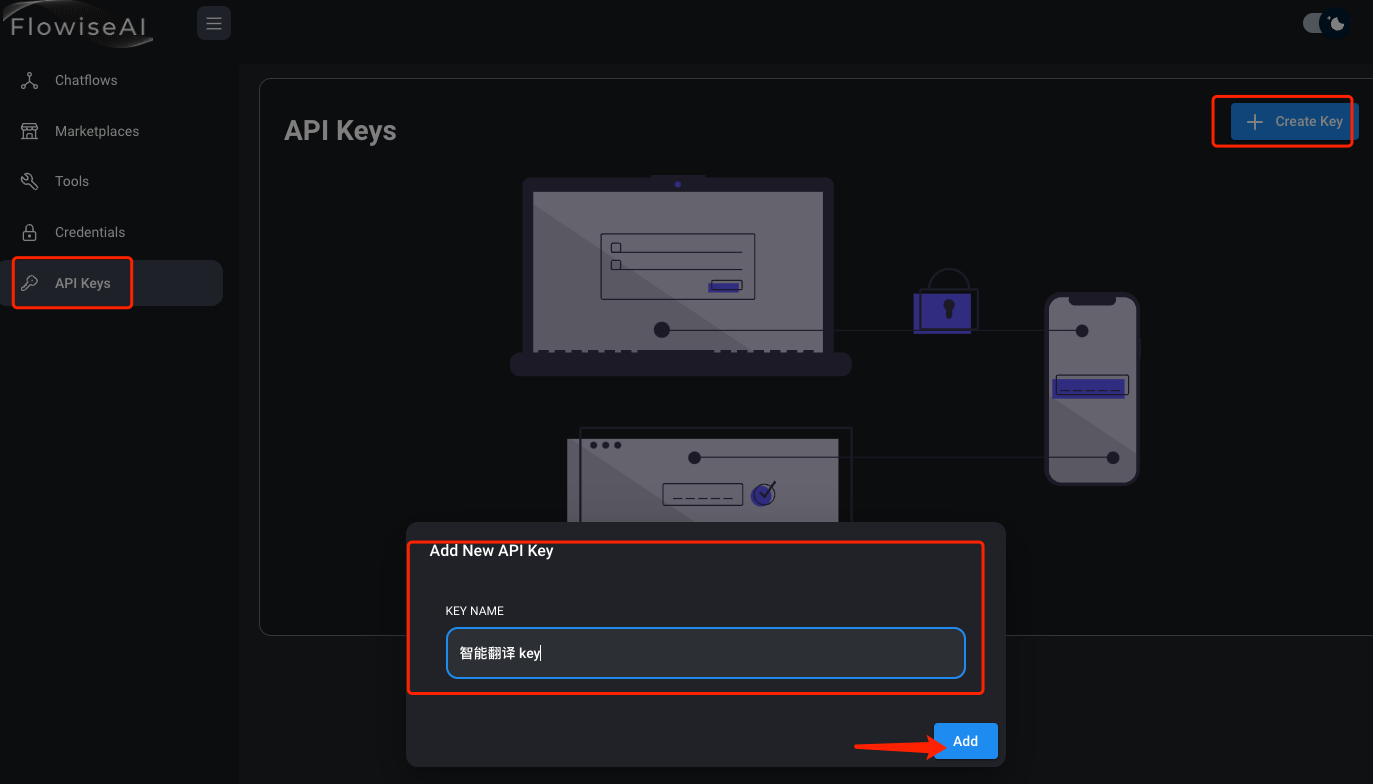 FlowiseAI
Chatflows
Marketplaces
Tools
Credentials
API Keys
API Keys
Create Key
Add New API Key
KEY NAME
智能翻译 key
Add